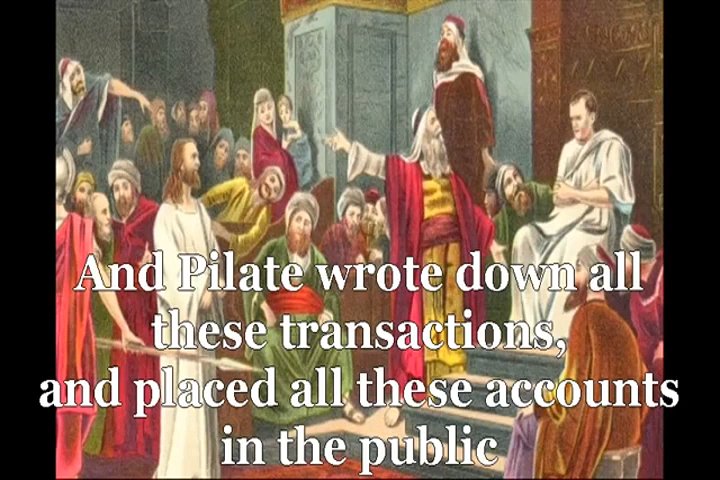 And Pilate wrote down all
these transactions,
and placed all these accounts
in the public